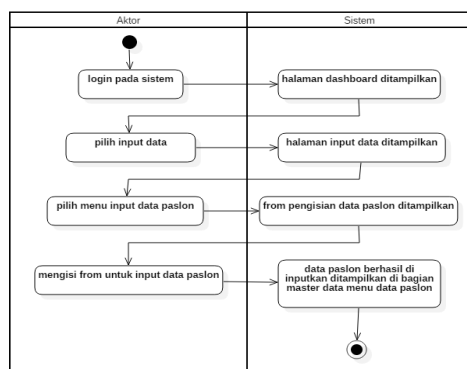 Aktor
Sistem
login pada sistem
halaman dashboard ditampilkan
pilih input data
halaman input data ditampilkan
pilih menu input data paslon
from pengisian data paslon ditampilkan
mengisi from untuk input data paslon
data paslon berhasil di
inputkan ditampilkan di bagian
master data menu data paslon